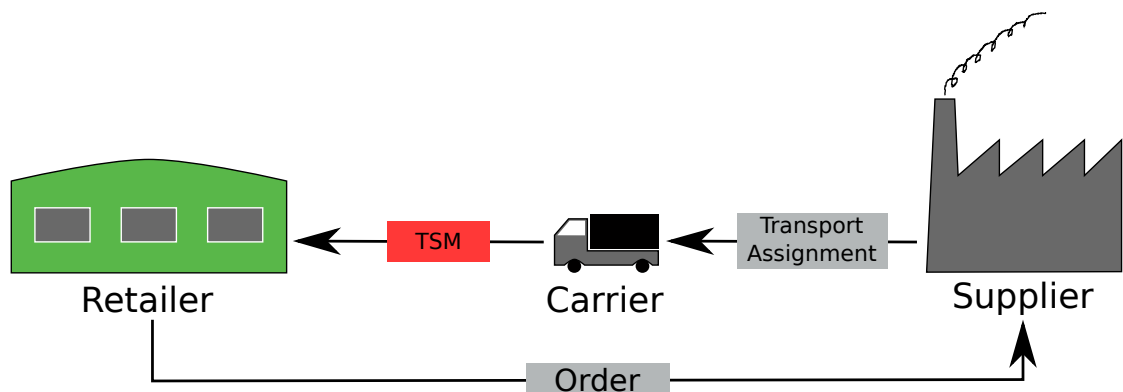 TSM
Transport
Assignment
Retailer
Carrier
Supplier
Order